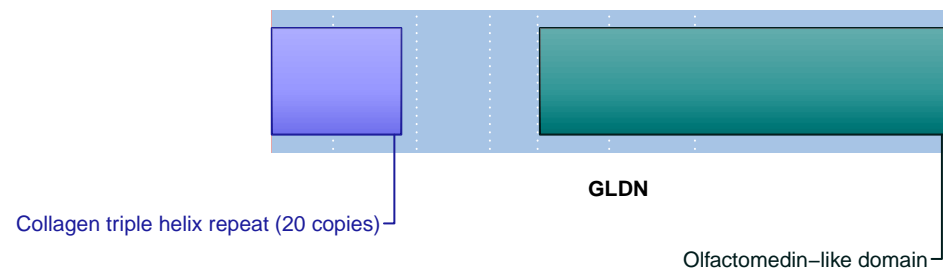 GLDN
Collagen triple helix repeat (20 copies)
Olfactomedin−like domain